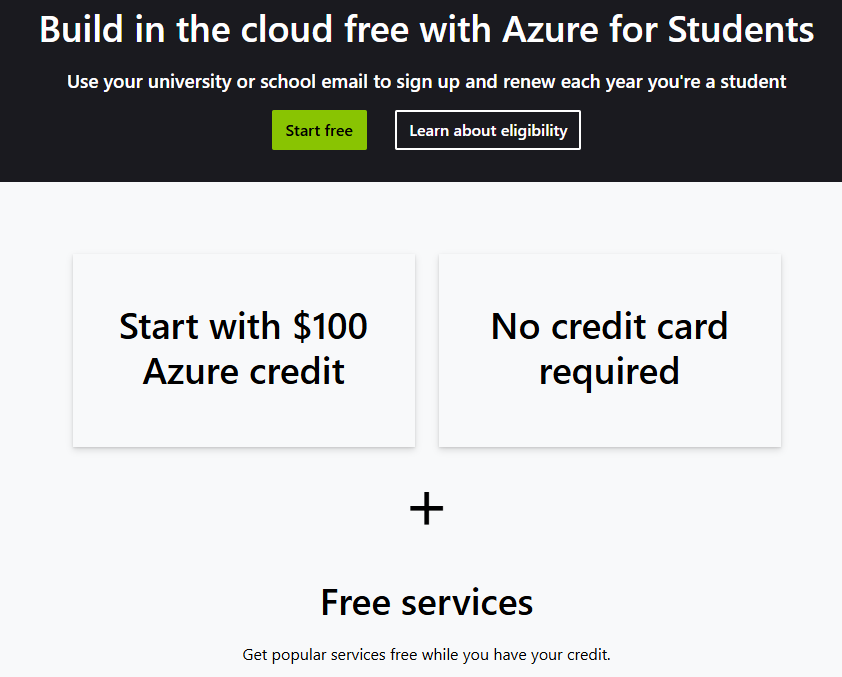 Build in the cloud free with Azure for Students
Use your university or school email to sign up and renew each year you're a student
Start free
Learn about eligibility
Start with $100
Azure credit
No credit card
required
+
Free services
Get popular services free while you have your credit.